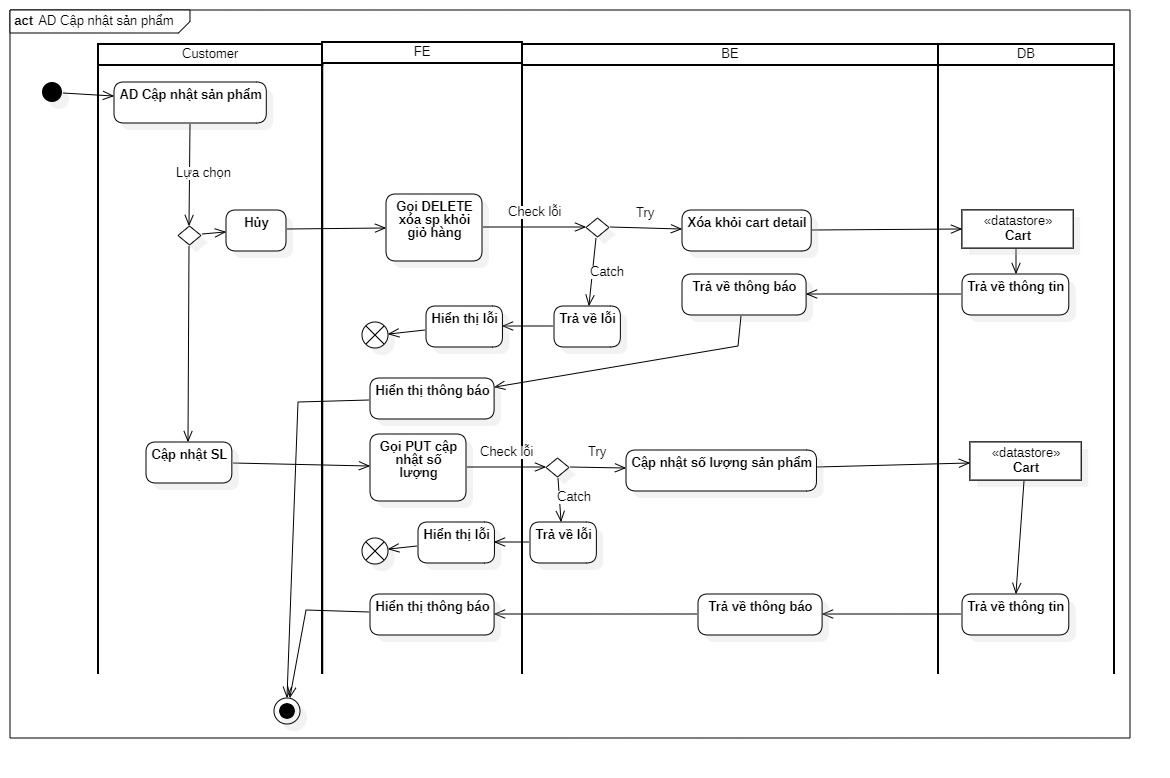 act AD Cập nhật sản phẩm
Customer
FE
BE
DB
AD Cập nhật sản phẩm
Lựa chọn
Hủy
Gọi DELETE
xóa sp khỏi
giỏ hàng
Check lỗi
Try
Xóa khỏi cart detail
«datastore»
Cart
Catch
Trả về thông báo
Trả về thông tin
Hiển thị lỗi
Trả về lỗi
Hiển thị thông báo
Cập nhật SL
Gọi PUT cập
nhật số
lượng
Check lỗi
Try
Cập nhật số lượng sản phẩm
«datastore»
Cart
Catch
Hiển thị lỗi
Trả về lỗi
Hiển thị thông báo
Trả về thông báo
Trả về thông tin